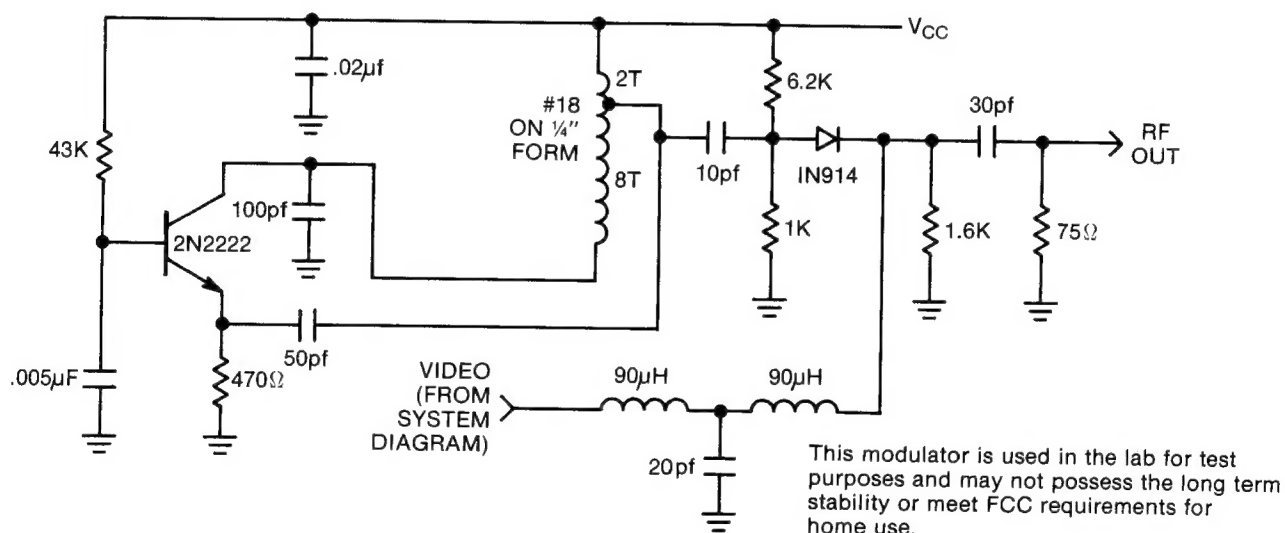 VCC
.02µf
2T
#18
ON ¼"
FORM
8T
6.2K
30pf
RF
OUT
43K
10pf
IN914
100pf
2N2222
1K
1.6K
75Ω
50pf
.005µF
470Ω
VIDEO
(FROM
SYSTEM
DIAGRAM)
90µH
90µH
20pf
This modulator is used in the lab for test
purposes and may not possess the long term
stability or meet FCC requirements for
home use.